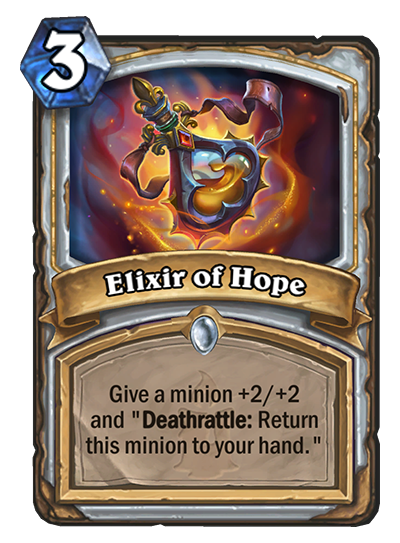 3
Elixir of Hope
Give a minion +2/+2
and "Deathrattle: Return
this minion to your hand."